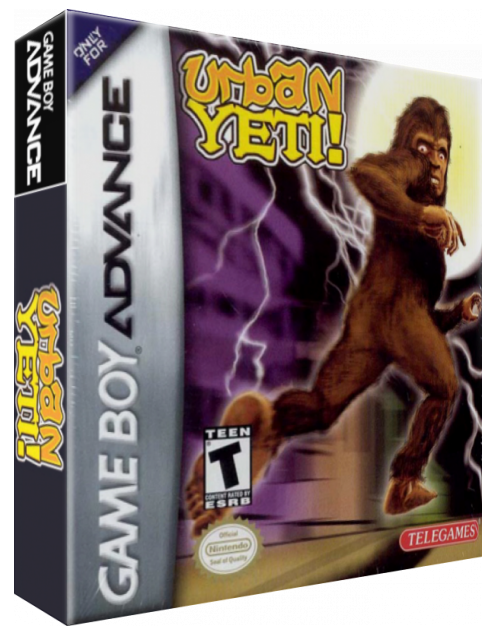 GAME BOY
ADVANCE
urban
YETI!
ONLY
FOR
GAME BOY ADVANCE
urban
YETI!
TEEN
T
CONTENT RATED BY
ESRB
Official
Nintendo
Seal of Quality
TELEGAMES